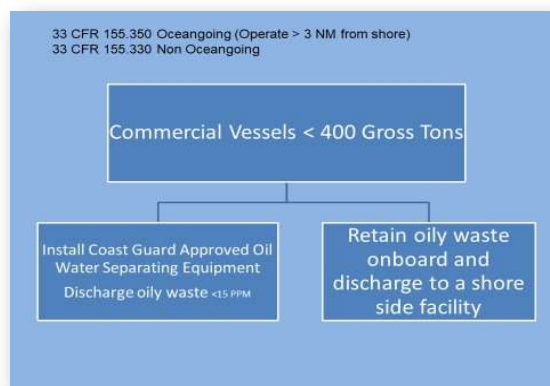 33 CFR 155.350 Oceangoing (Operate > 3 NM from shore)
33 CFR 155.330 Non Oceangoing
Commercial Vessels < 400 Gross Tons
Install Coast Guard Approved Oil
Water Separating Equipment
Discharge oily waste <15 PPM
Retain oily waste
onboard and
discharge to a shore
side facility